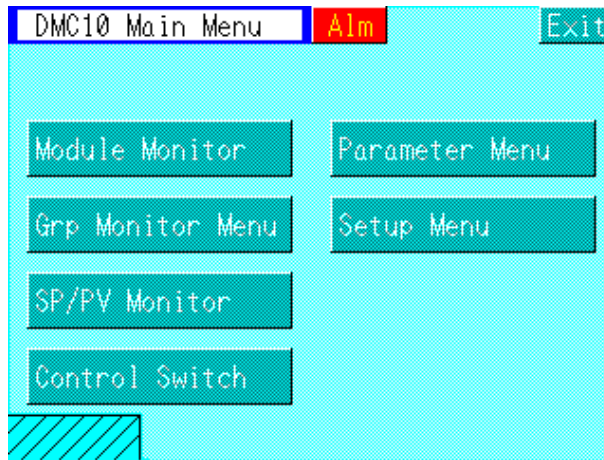 DMC10 Main Menu Alm Exit
Module Monitor Parameter Menu
Grp Monitor Menu Setup Menu
SP/PV Monitor
Control Switch